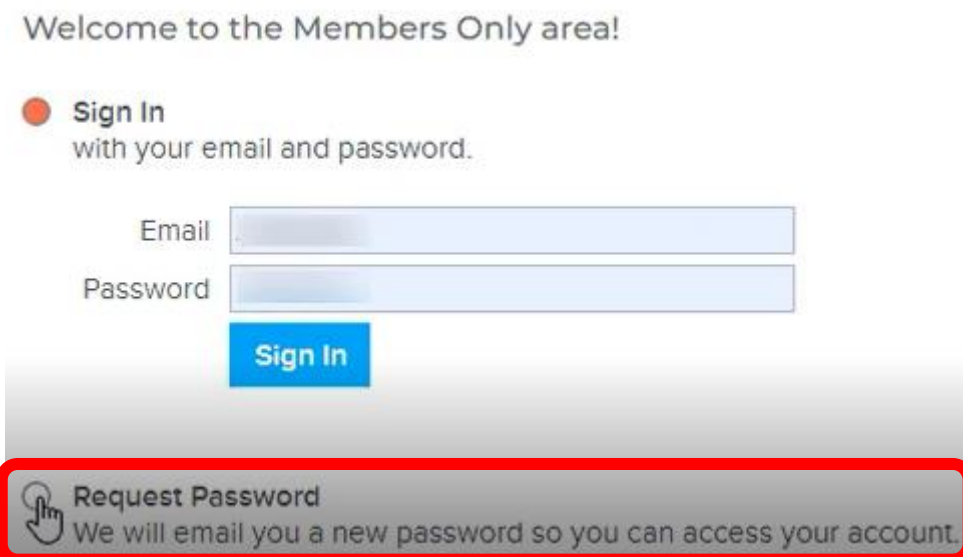 Welcome to the Members Only area!
Sign In
with your email and password.
Email
Password
Sign In
Request Password
We will email you a new password so you can access your account.